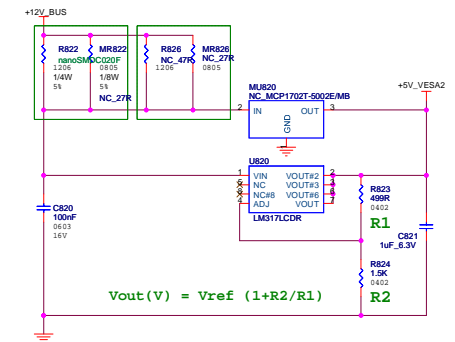 +12V_BUS
R822
nanoSMDC020F
1206
1/4W
5%
MR822
0805
1/8W
5%
NC_27R
R826
NC_47R
1206
MR826
NC_27R
0805
MU820
NC_MCP1702T-5002E/MB
2 IN OUT 3
GND
+5V_VESA2
U820
1 VIN VOUT#2 2
5 NC VOUT#3 3
8 NC#8 VOUT#6 6
4 ADJ VOUT 7
LM317LCDR
R823
499R
0402
R1
C820
100nF
0603
16V
C821
1uF_6.3V
R824
1.5K
0402
R2
Vout(V) = Vref (1+R2/R1)